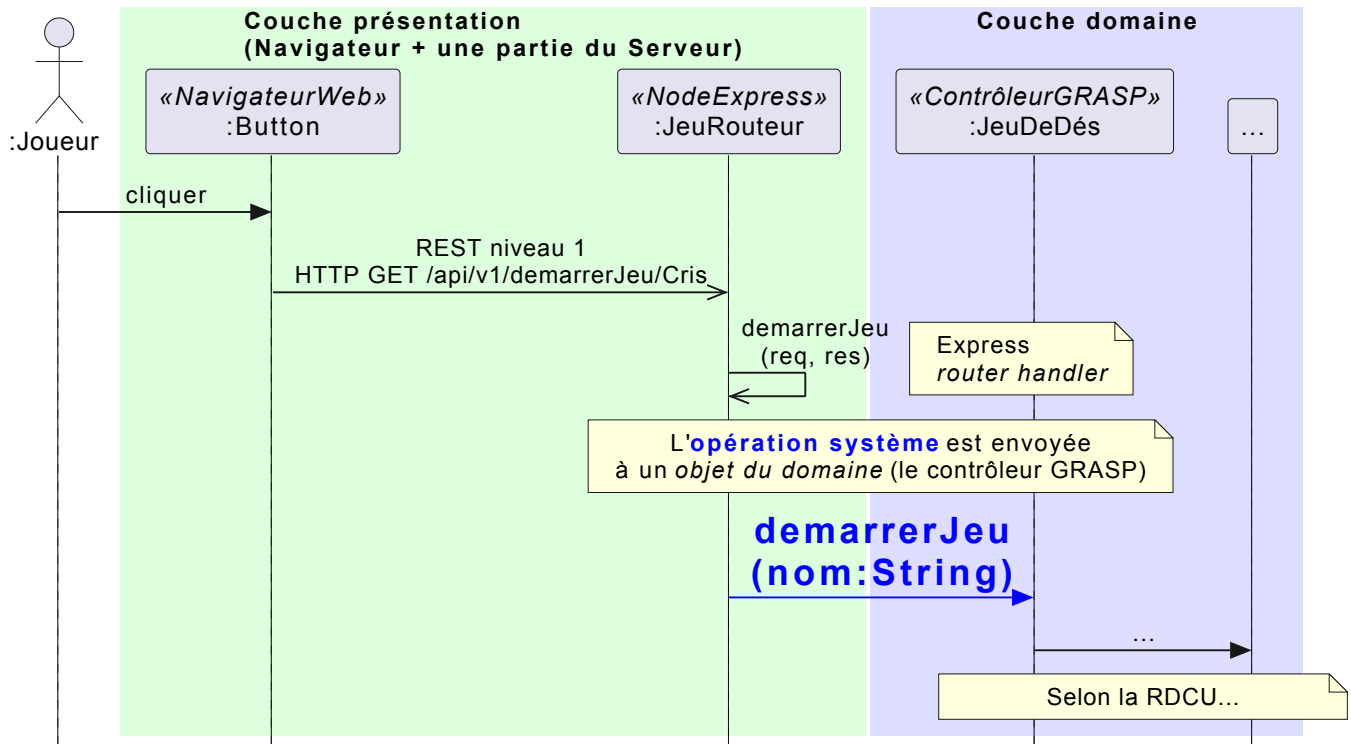 Couche présentation
(Navigateur + une partie du Serveur)
Couche domaine
:Joueur
«NavigateurWeb»
:Button
«NodeExpress»
:JeuRouteur
«ContrôleurGRASP»
:JeuDeDés
...
cliquer
REST niveau 1
HTTP GET /api/v1/demarrerJeu/Cris
demarrerJeu
(req, res)
Express
router handler
L'opération système est envoyée
à un objet du domaine (le contrôleur GRASP)
demarrerJeu
(nom:String)
...
Selon la RDCU...